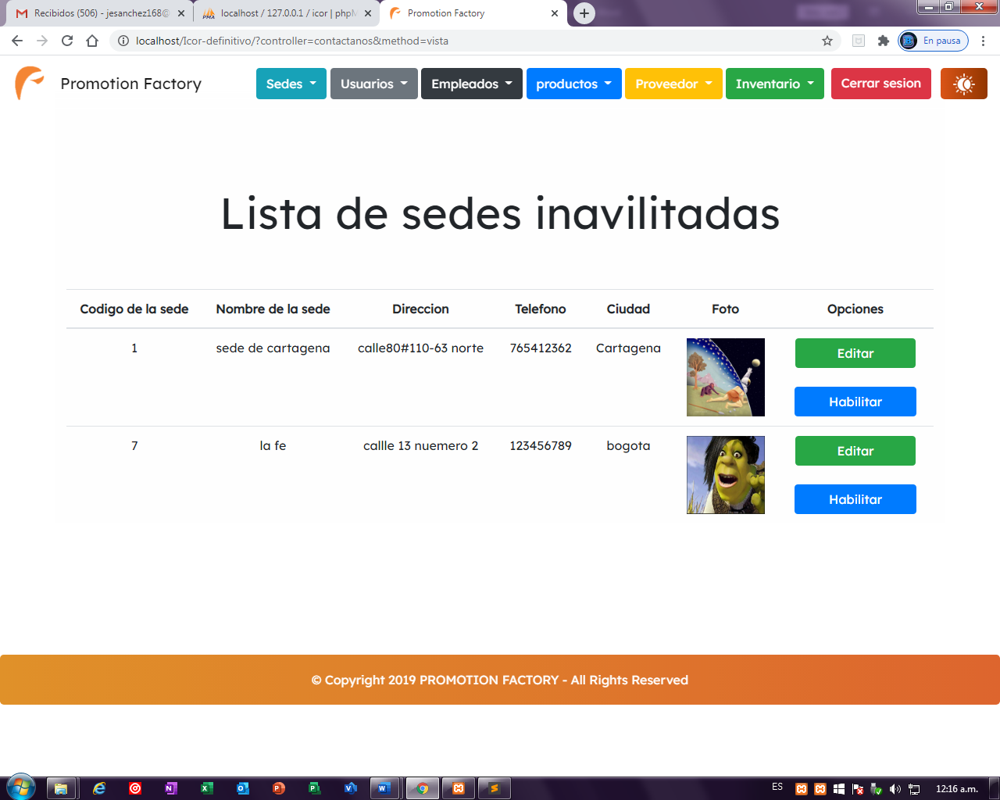 Recibidos (506) - jesanchez168@
localhost / 127.0.0.1 / icor | phpM
Promotion Factory
localhost/Icor-definitivo/?controller=contactanos&method=vista
En pausa
Promotion Factory
Sedes
Usuarios
Empleados
productos
Proveedor
Inventario
Cerrar sesion
Lista de sedes inavilitadas
Codigo de la sede Nombre de la sede Direccion Telefono Ciudad Foto Opciones
1 sede de cartagena calle80#110-63 norte 765412362 Cartagena Editar
Habilitar
7 la fe callle 13 nuemero 2 123456789 bogota Editar
Habilitar
© Copyright 2019 PROMOTION FACTORY - All Rights Reserved
ES
12:16 a.m.